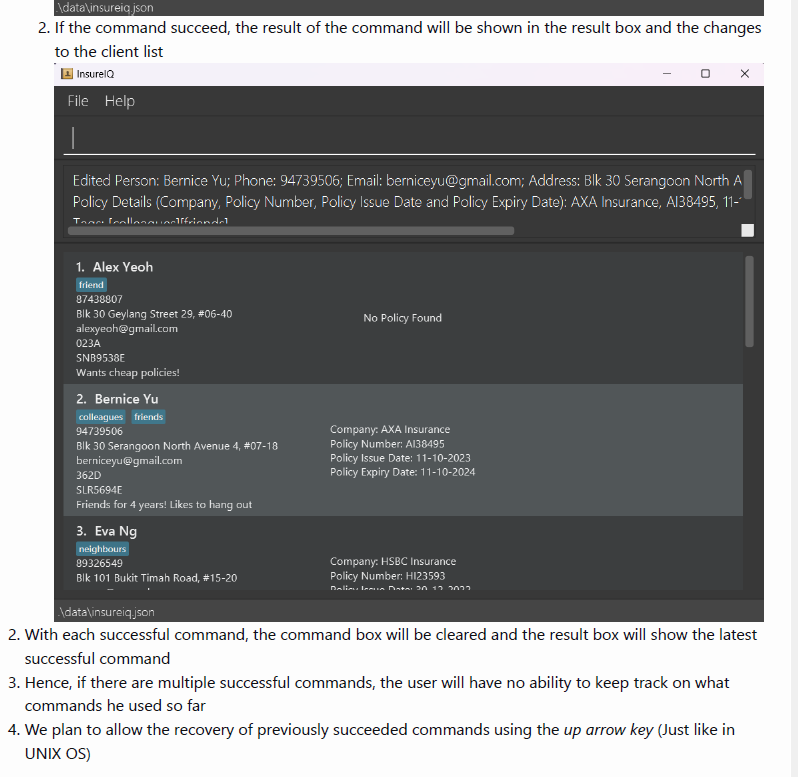 .\data\insureiq.json
2. If the command succeed, the result of the command will be shown in the result box and the changes
to the client list
InsureIQ
File Help
Edited Person: Bernice Yu; Phone: 94739506; Email: berniceyu@gmail.com; Address: Blk 30 Serangoon North A
Policy Details (Company, Policy Number, Policy Issue Date and Policy Expiry Date): AXA Insurance, AI38495, 11-
Tags: [colleagues][friends]
1. Alex Yeoh
friend
87438807
Blk 30 Geylang Street 29, #06-40
alexyeoh@gmail.com
023A
SNB9538E
Wants cheap policies!
No Policy Found
2. Bernice Yu
colleagues friends
94739506
Blk 30 Serangoon North Avenue 4, #07-18
berniceyu@gmail.com
362D
SLR5694E
Friends for 4 years! Likes to hang out
Company: AXA Insurance
Policy Number: AI38495
Policy Issue Date: 11-10-2023
Policy Expiry Date: 11-10-2024
3. Eva Ng
neighbours
89326549
Blk 101 Bukit Timah Road, #15-20
Company: HSBC Insurance
Policy Number: HI23593
Policy Issue Date: 30-12-2022
.\data\insureiq.json
2. With each successful command, the command box will be cleared and the result box will show the latest
successful command
3. Hence, if there are multiple successful commands, the user will have no ability to keep track on what
commands he used so far
4. We plan to allow the recovery of previously succeeded commands using the up arrow key (Just like in
UNIX OS)